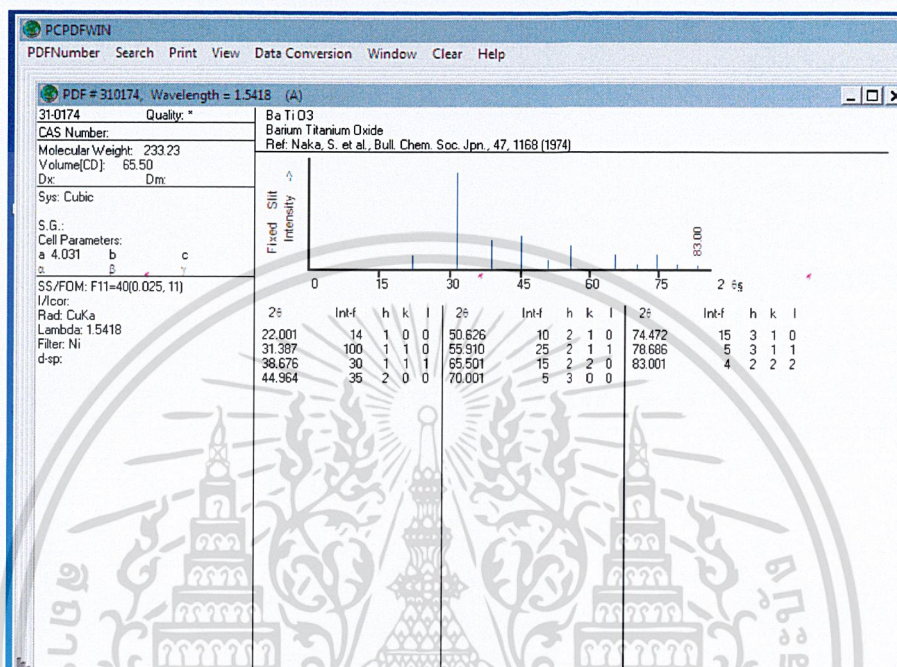 PCPDFWIN
PDFNumber Search Print View Data Conversion Window Clear Help
PDF # 310174, Wavelength = 1.5418 (A)
31-0174 Quality: *
CAS Number:
Molecular Weight: 233.23
Volume[CD]: 65.50
Dx: Dm:
Sys: Cubic
S.G.:
Cell Parameters:
a 4.031 b c
α β γ
SS/FOM: F11=40(0.025, 11)
I/Icor:
Rad: CuKa
Lambda: 1.5418
Filter: Ni
d-sp:
Ba Ti O3
Barium Titanium Oxide
Ref: Naka, S. et al., Bull. Chem. Soc. Jpn., 47, 1168 (1974)
Fixed Slit
Intensity ->
83.00
0 15 30 45 60 75 2 θ
2θ Int-f h k l 2θ Int-f h k l 2θ Int-f h k l
22.001 14 1 0 0 50.626 10 2 1 0 74.472 15 3 1 0
31.387 100 1 1 0 55.910 25 2 1 1 78.686 5 3 1 1
38.676 30 1 1 1 65.501 15 2 2 0 83.001 4 2 2 2
44.964 35 2 0 0 70.001 5 3 0 0